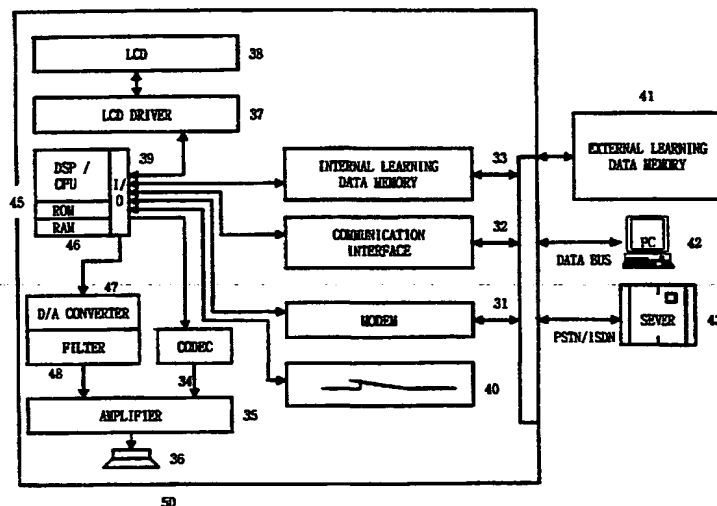 LCD 38
LCD DRIVER 37
39
DSP /
CPU
I/
O
45
ROM
RAM
46
INTERNAL LEARNING
DATA MEMORY
33
COMMUNICATION
INTERFACE
32
MODEM
31
40
41
EXTERNAL LEARNING
DATA MEMORY
PC 42
DATA BUS
SEVER
PSTN/ISDN
47
D/A CONVERTER
FILTER
48
CODEC
34
AMPLIFIER 35
36
50